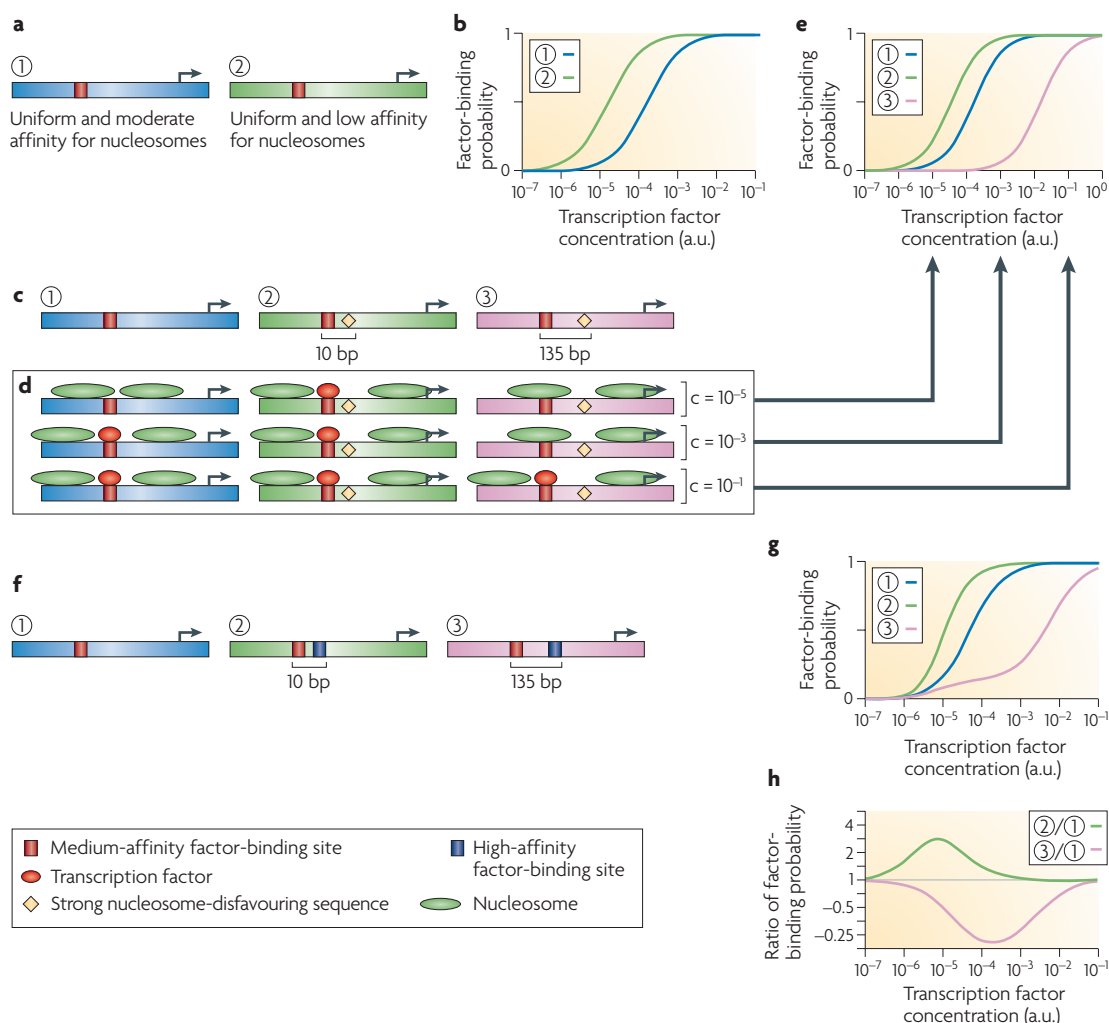 a
① ②
Uniform and moderate
affinity for nucleosomes
Uniform and low affinity
for nucleosomes
b
①
②
Factor-binding
probability
1
0
10⁻⁷ 10⁻⁶ 10⁻⁵ 10⁻⁴ 10⁻³ 10⁻² 10⁻¹
Transcription factor
concentration (a.u.)
e
①
②
③
Factor-binding
probability
1
0
10⁻⁷ 10⁻⁶ 10⁻⁵ 10⁻⁴ 10⁻³ 10⁻² 10⁻¹ 10⁰
Transcription factor
concentration (a.u.)
c
① ② ③
10 bp 135 bp
d
c = 10⁻⁵
c = 10⁻³
c = 10⁻¹
f
① ② ③
10 bp 135 bp
g
①
②
③
Factor-binding
probability
1
0
10⁻⁷ 10⁻⁶ 10⁻⁵ 10⁻⁴ 10⁻³ 10⁻² 10⁻¹
Transcription factor
concentration (a.u.)
h
②/①
③/①
Ratio of factor-
binding probability
4
2
1
–0.5
–0.25
10⁻⁷ 10⁻⁶ 10⁻⁵ 10⁻⁴ 10⁻³ 10⁻² 10⁻¹
Transcription factor
concentration (a.u.)
Medium-affinity factor-binding site
Transcription factor
Strong nucleosome-disfavouring sequence
High-affinity
factor-binding site
Nucleosome